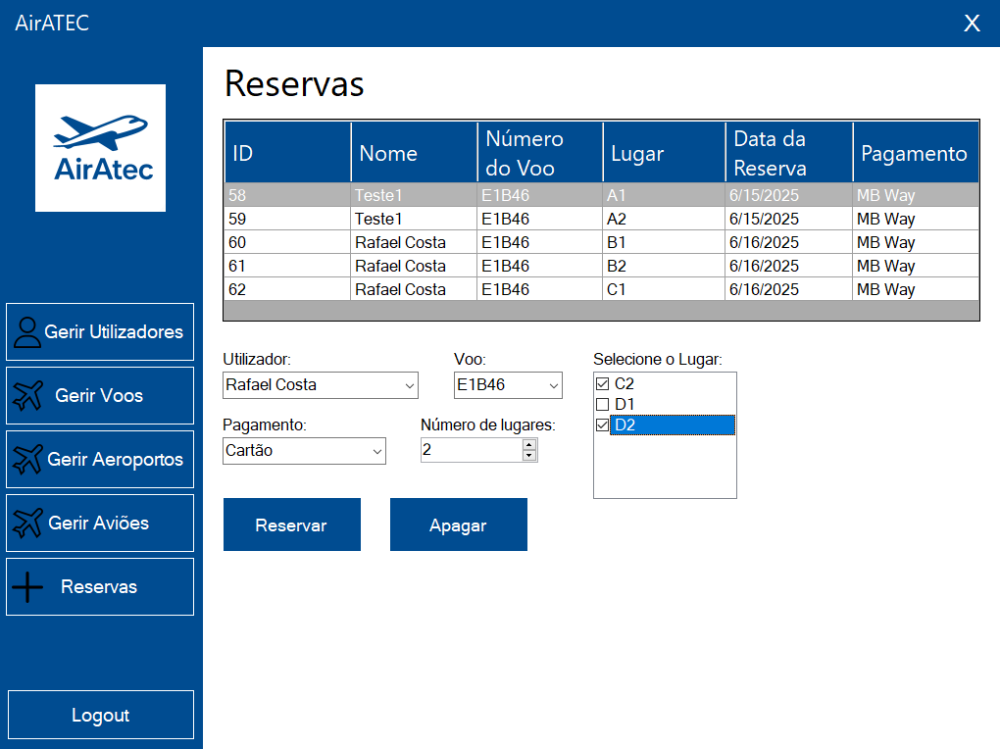 AirATEC
X
AirAtec
Gerir Utilizadores
Gerir Voos
Gerir Aeroportos
Gerir Aviões
Reservas
Logout
Reservas
ID Nome Número do Voo Lugar Data da Reserva Pagamento
58 Teste1 E1B46 A1 6/15/2025 MB Way
59 Teste1 E1B46 A2 6/15/2025 MB Way
60 Rafael Costa E1B46 B1 6/16/2025 MB Way
61 Rafael Costa E1B46 B2 6/16/2025 MB Way
62 Rafael Costa E1B46 C1 6/16/2025 MB Way
Utilizador: Voo: Selecione o Lugar:
Rafael Costa E1B46 C2
D1
D2
Pagamento: Número de lugares:
Cartão 2
Reservar Apagar